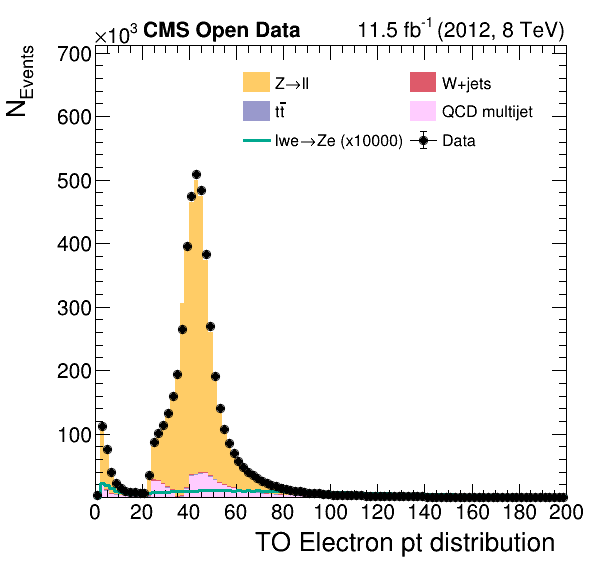 ×10³ CMS Open Data 11.5 fb⁻¹ (2012, 8 TeV)
N_Events
700
600
500
400
300
200
100
Z→ll W+jets
tt̄ QCD multijet
lwe→Ze (x10000) Data
0 20 40 60 80 100 120 140 160 180 200
TO Electron pt distribution